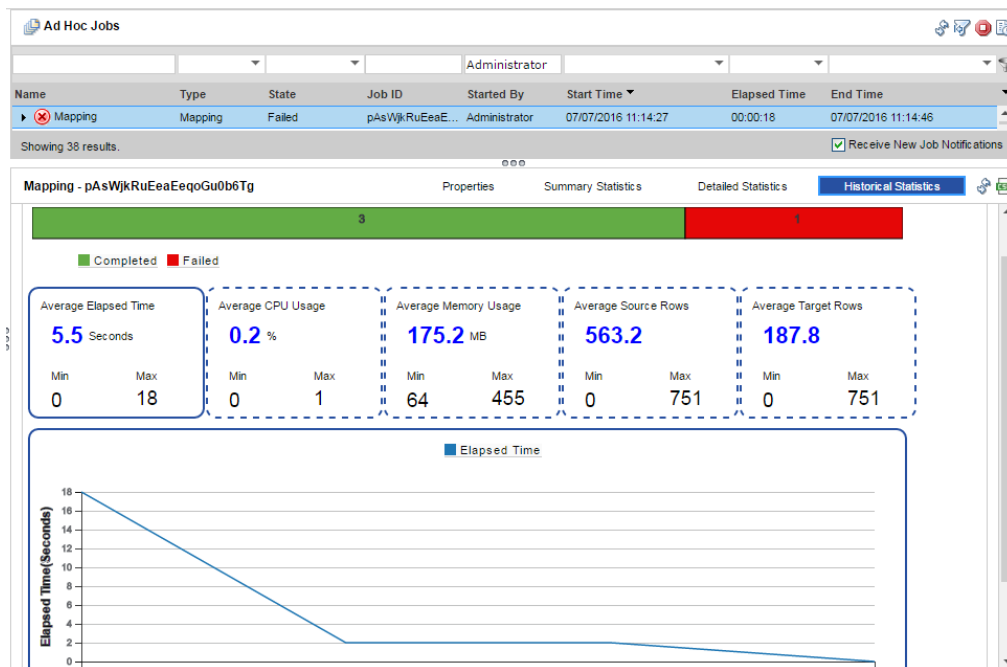 Ad Hoc Jobs
Administrator
Name Type State Job ID Started By Start Time Elapsed Time End Time
Mapping Mapping Failed pAsWjkRuEeaE... Administrator 07/07/2016 11:14:27 00:00:18 07/07/2016 11:14:46
Showing 38 results. Receive New Job Notifications
Mapping - pAsWjkRuEeaEeqoGu0b6Tg Properties Summary Statistics Detailed Statistics Historical Statistics
3 1
Completed Failed
Average Elapsed Time Average CPU Usage Average Memory Usage Average Source Rows Average Target Rows
5.5 Seconds 0.2 % 175.2 MB 563.2 187.8
Min Max Min Max Min Max Min Max Min Max
0 18 0 1 64 455 0 751 0 751
Elapsed Time
Elapsed Time(Seconds)
18
16
14
12
10
8
6
4
2
0